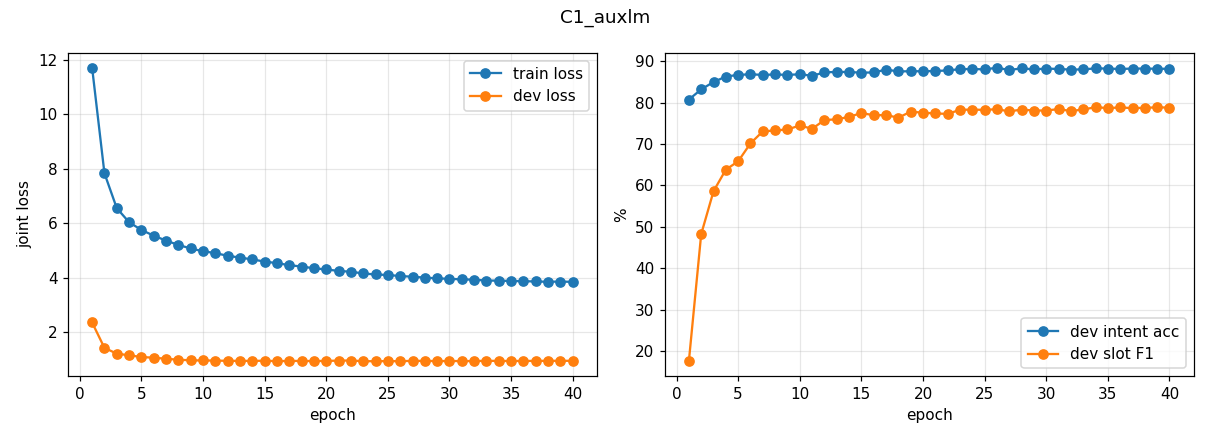 C1_auxlm
joint loss
12
10
8
6
4
2
0 5 10 15 20 25 30 35 40
epoch
train loss
dev loss
%
90
80
70
60
50
40
30
20
0 5 10 15 20 25 30 35 40
epoch
dev intent acc
dev slot F1